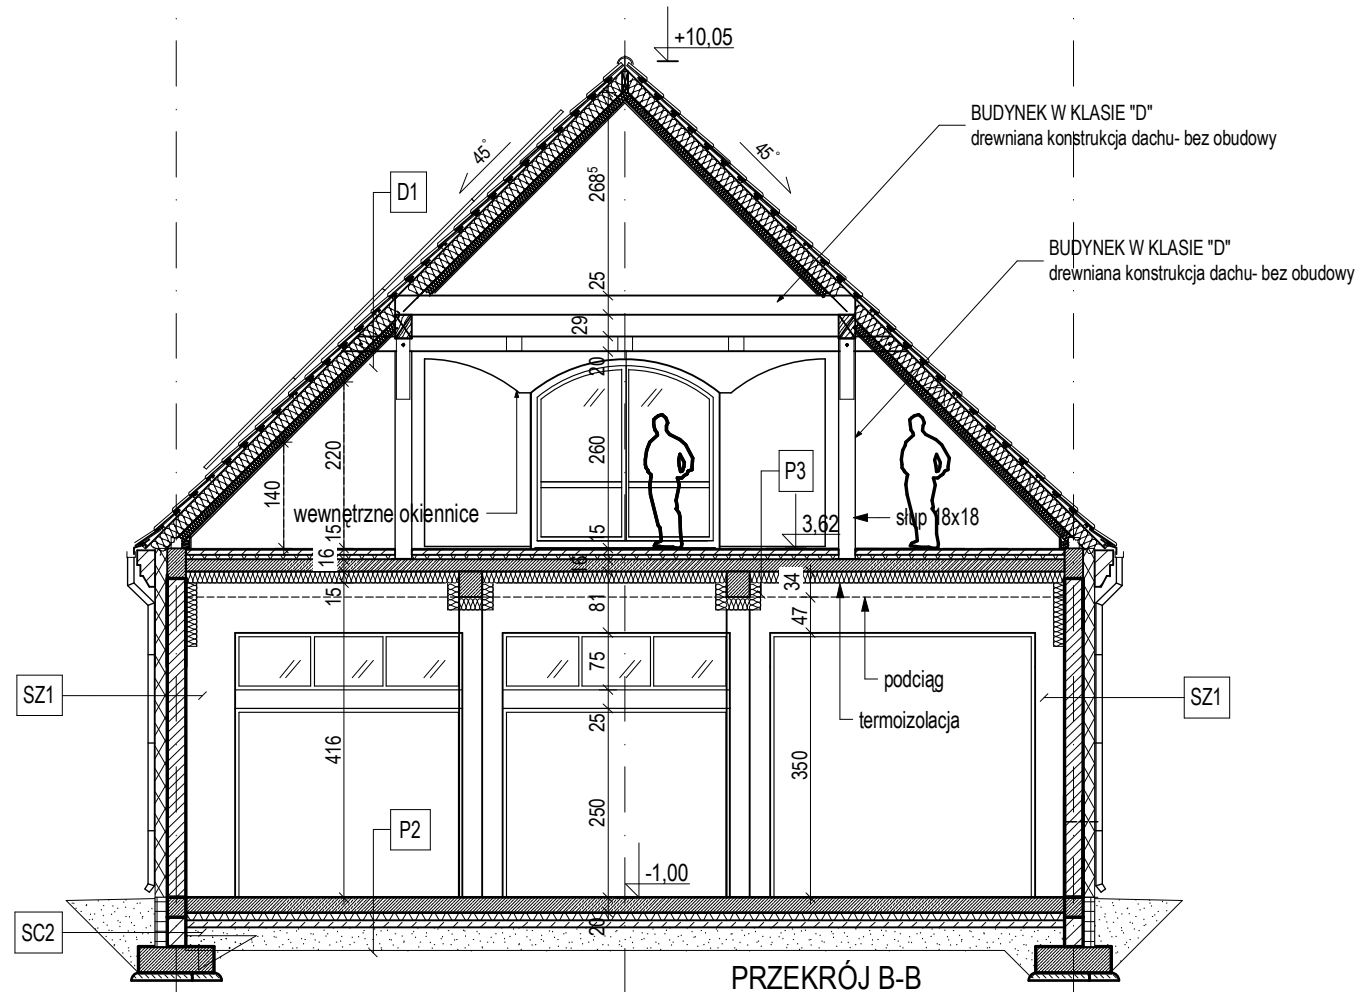 +10,05
BUDYNEK W KLASIE "D"
drewniana konstrukcja dachu- bez obudowy
45°
45°
D1
268⁵
BUDYNEK W KLASIE "D"
drewniana konstrukcja dachu- bez obudowy
25
29
20
220
260
140
P3
wewnętrzne okiennice
15
15
3,62
słup 18x18
16
16
15
34
81
47
75
podciąg
SZ1
SZ1
25
termoizolacja
416
350
250
P2
-1,00
SC2
20
PRZEKRÓJ B-B